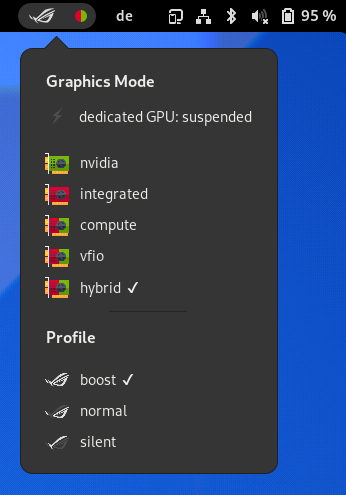 de
95 %
Graphics Mode
dedicated GPU: suspended
nvidia
integrated
compute
vfio
hybrid ✓
Profile
boost ✓
normal
silent